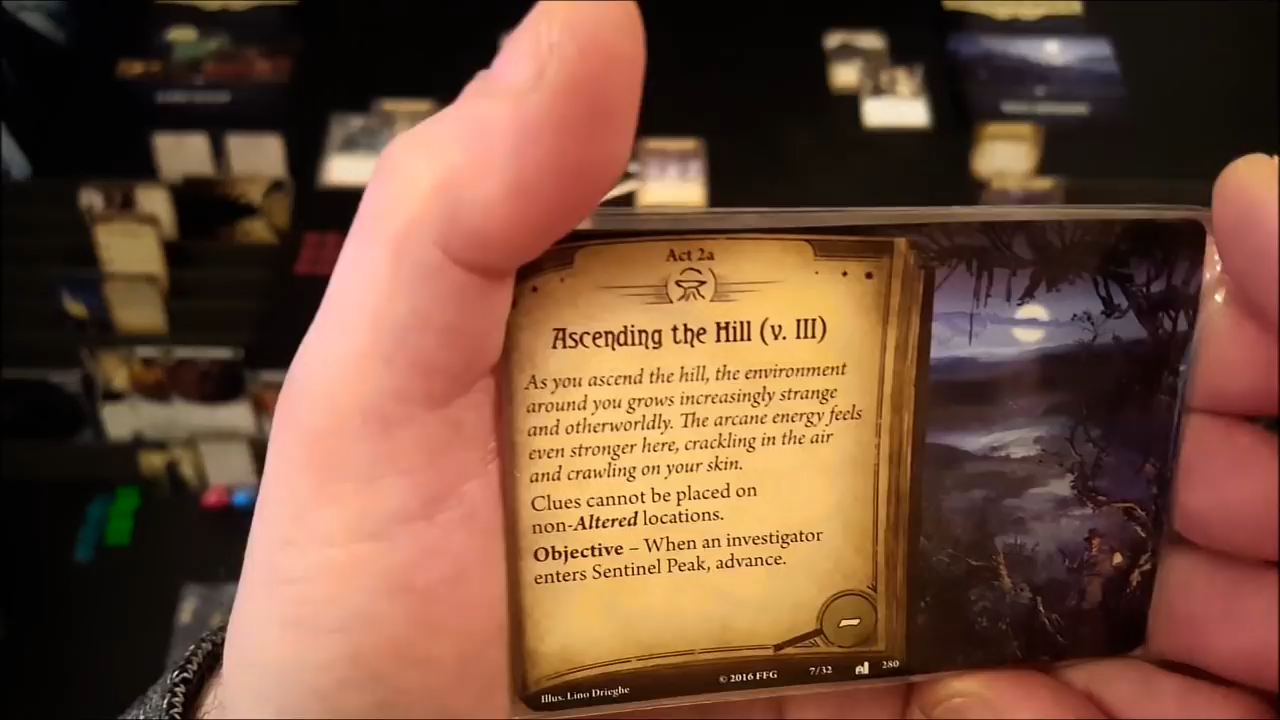 Act 2a
Ascending the Hill (v. III)
As you ascend the hill, the environment
around you grows increasingly strange
and otherworldly. The arcane energy feels
even stronger here, crackling in the air
and crawling on your skin.
Clues cannot be placed on
non-Altered locations.
Objective – When an investigator
enters Sentinel Peak, advance.
–
Illus. Lino Drieghe
© 2016 FFG
7/32
280